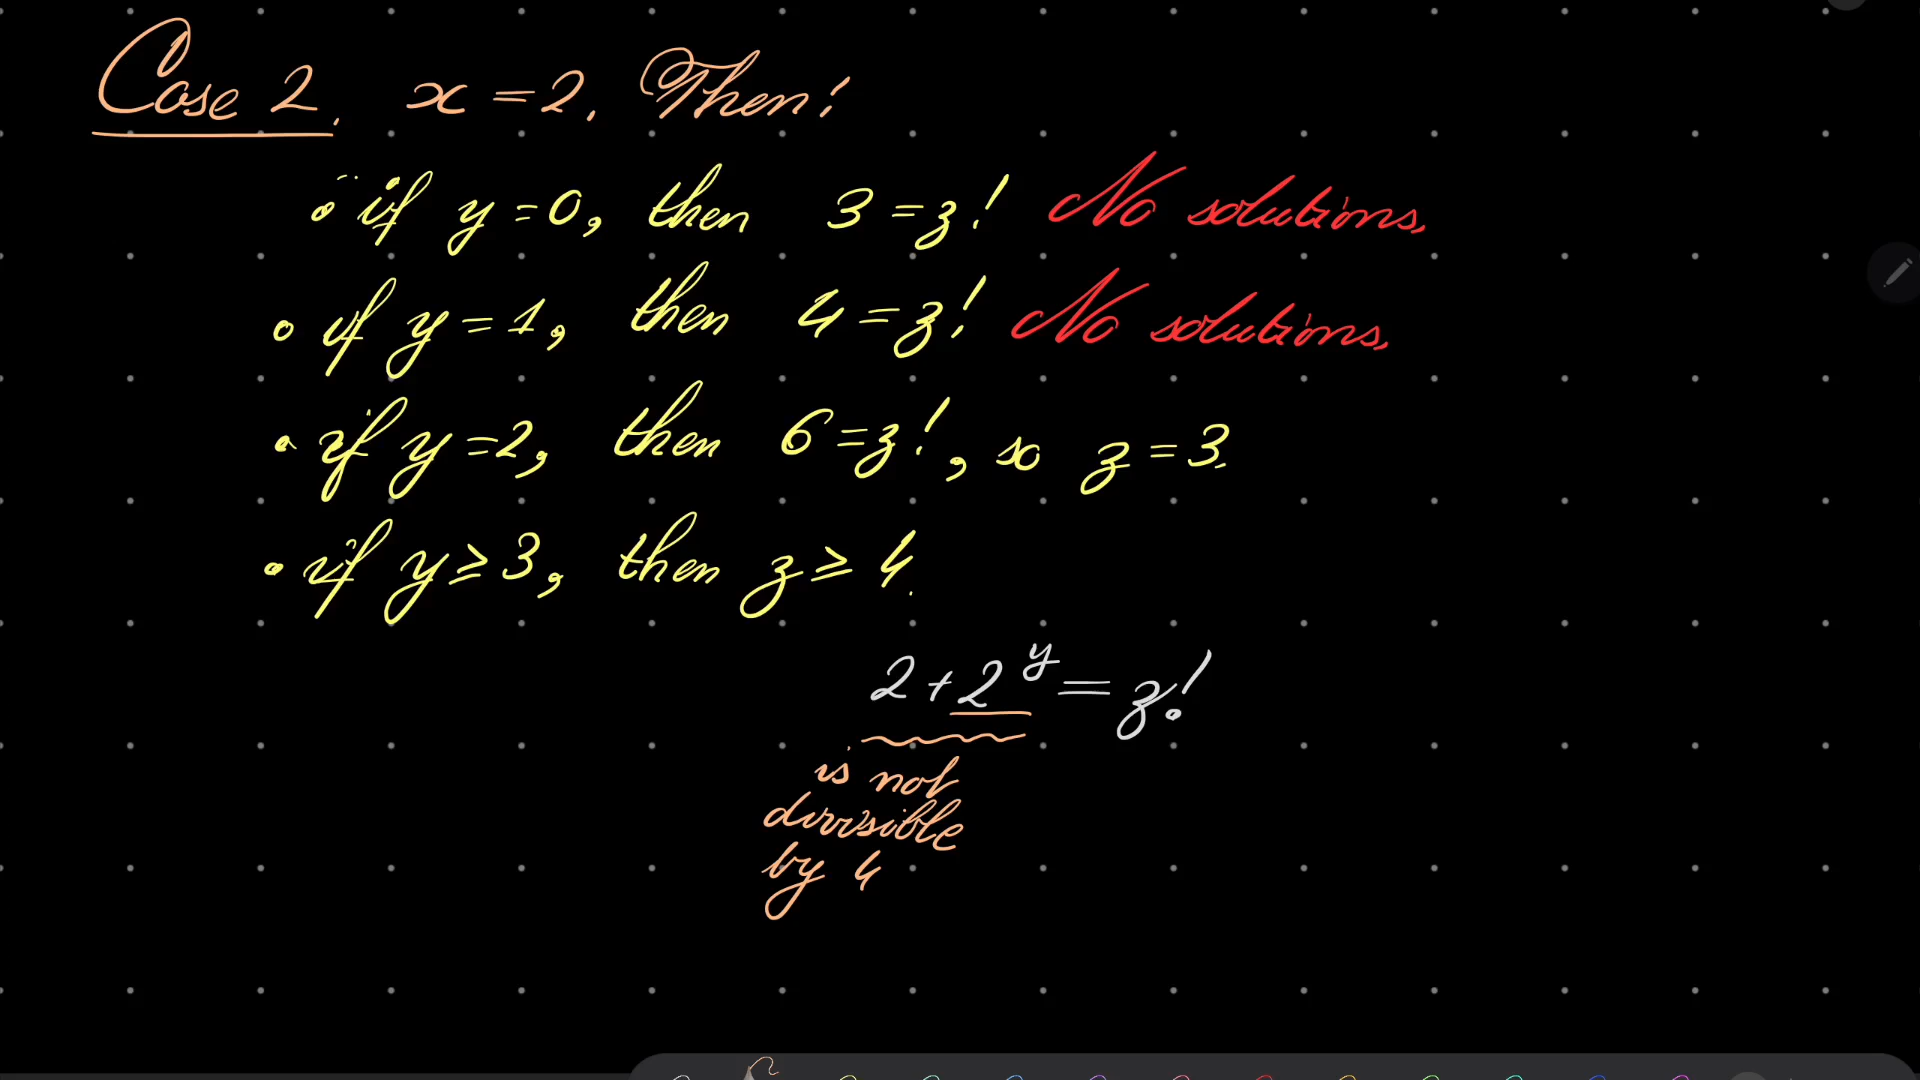 Case 2. x = 2. Then:
• if y = 0, then 3 = z! No solutions.
• if y = 1, then 4 = z! No solutions.
• if y = 2, then 6 = z!, so z = 3.
• if y ≥ 3, then z ≥ 4.
2 + 2^y = z!
is not
divisible
by 4